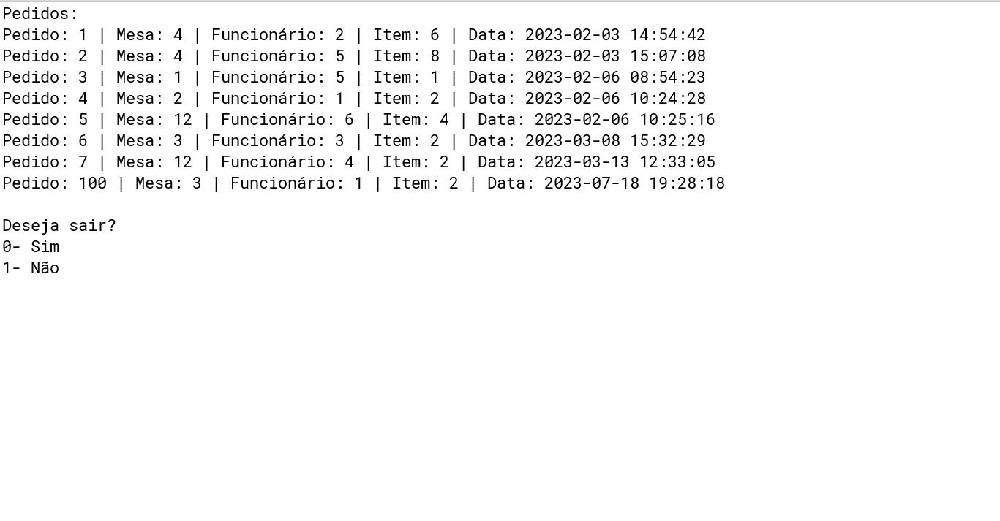 Pedidos:
Pedido: 1 | Mesa: 4 | Funcionário: 2 | Item: 6 | Data: 2023-02-03 14:54:42
Pedido: 2 | Mesa: 4 | Funcionário: 5 | Item: 8 | Data: 2023-02-03 15:07:08
Pedido: 3 | Mesa: 1 | Funcionário: 5 | Item: 1 | Data: 2023-02-06 08:54:23
Pedido: 4 | Mesa: 2 | Funcionário: 1 | Item: 2 | Data: 2023-02-06 10:24:28
Pedido: 5 | Mesa: 12 | Funcionário: 6 | Item: 4 | Data: 2023-02-06 10:25:16
Pedido: 6 | Mesa: 3 | Funcionário: 3 | Item: 2 | Data: 2023-03-08 15:32:29
Pedido: 7 | Mesa: 12 | Funcionário: 4 | Item: 2 | Data: 2023-03-13 12:33:05
Pedido: 100 | Mesa: 3 | Funcionário: 1 | Item: 2 | Data: 2023-07-18 19:28:18
Deseja sair?
0- Sim
1- Não